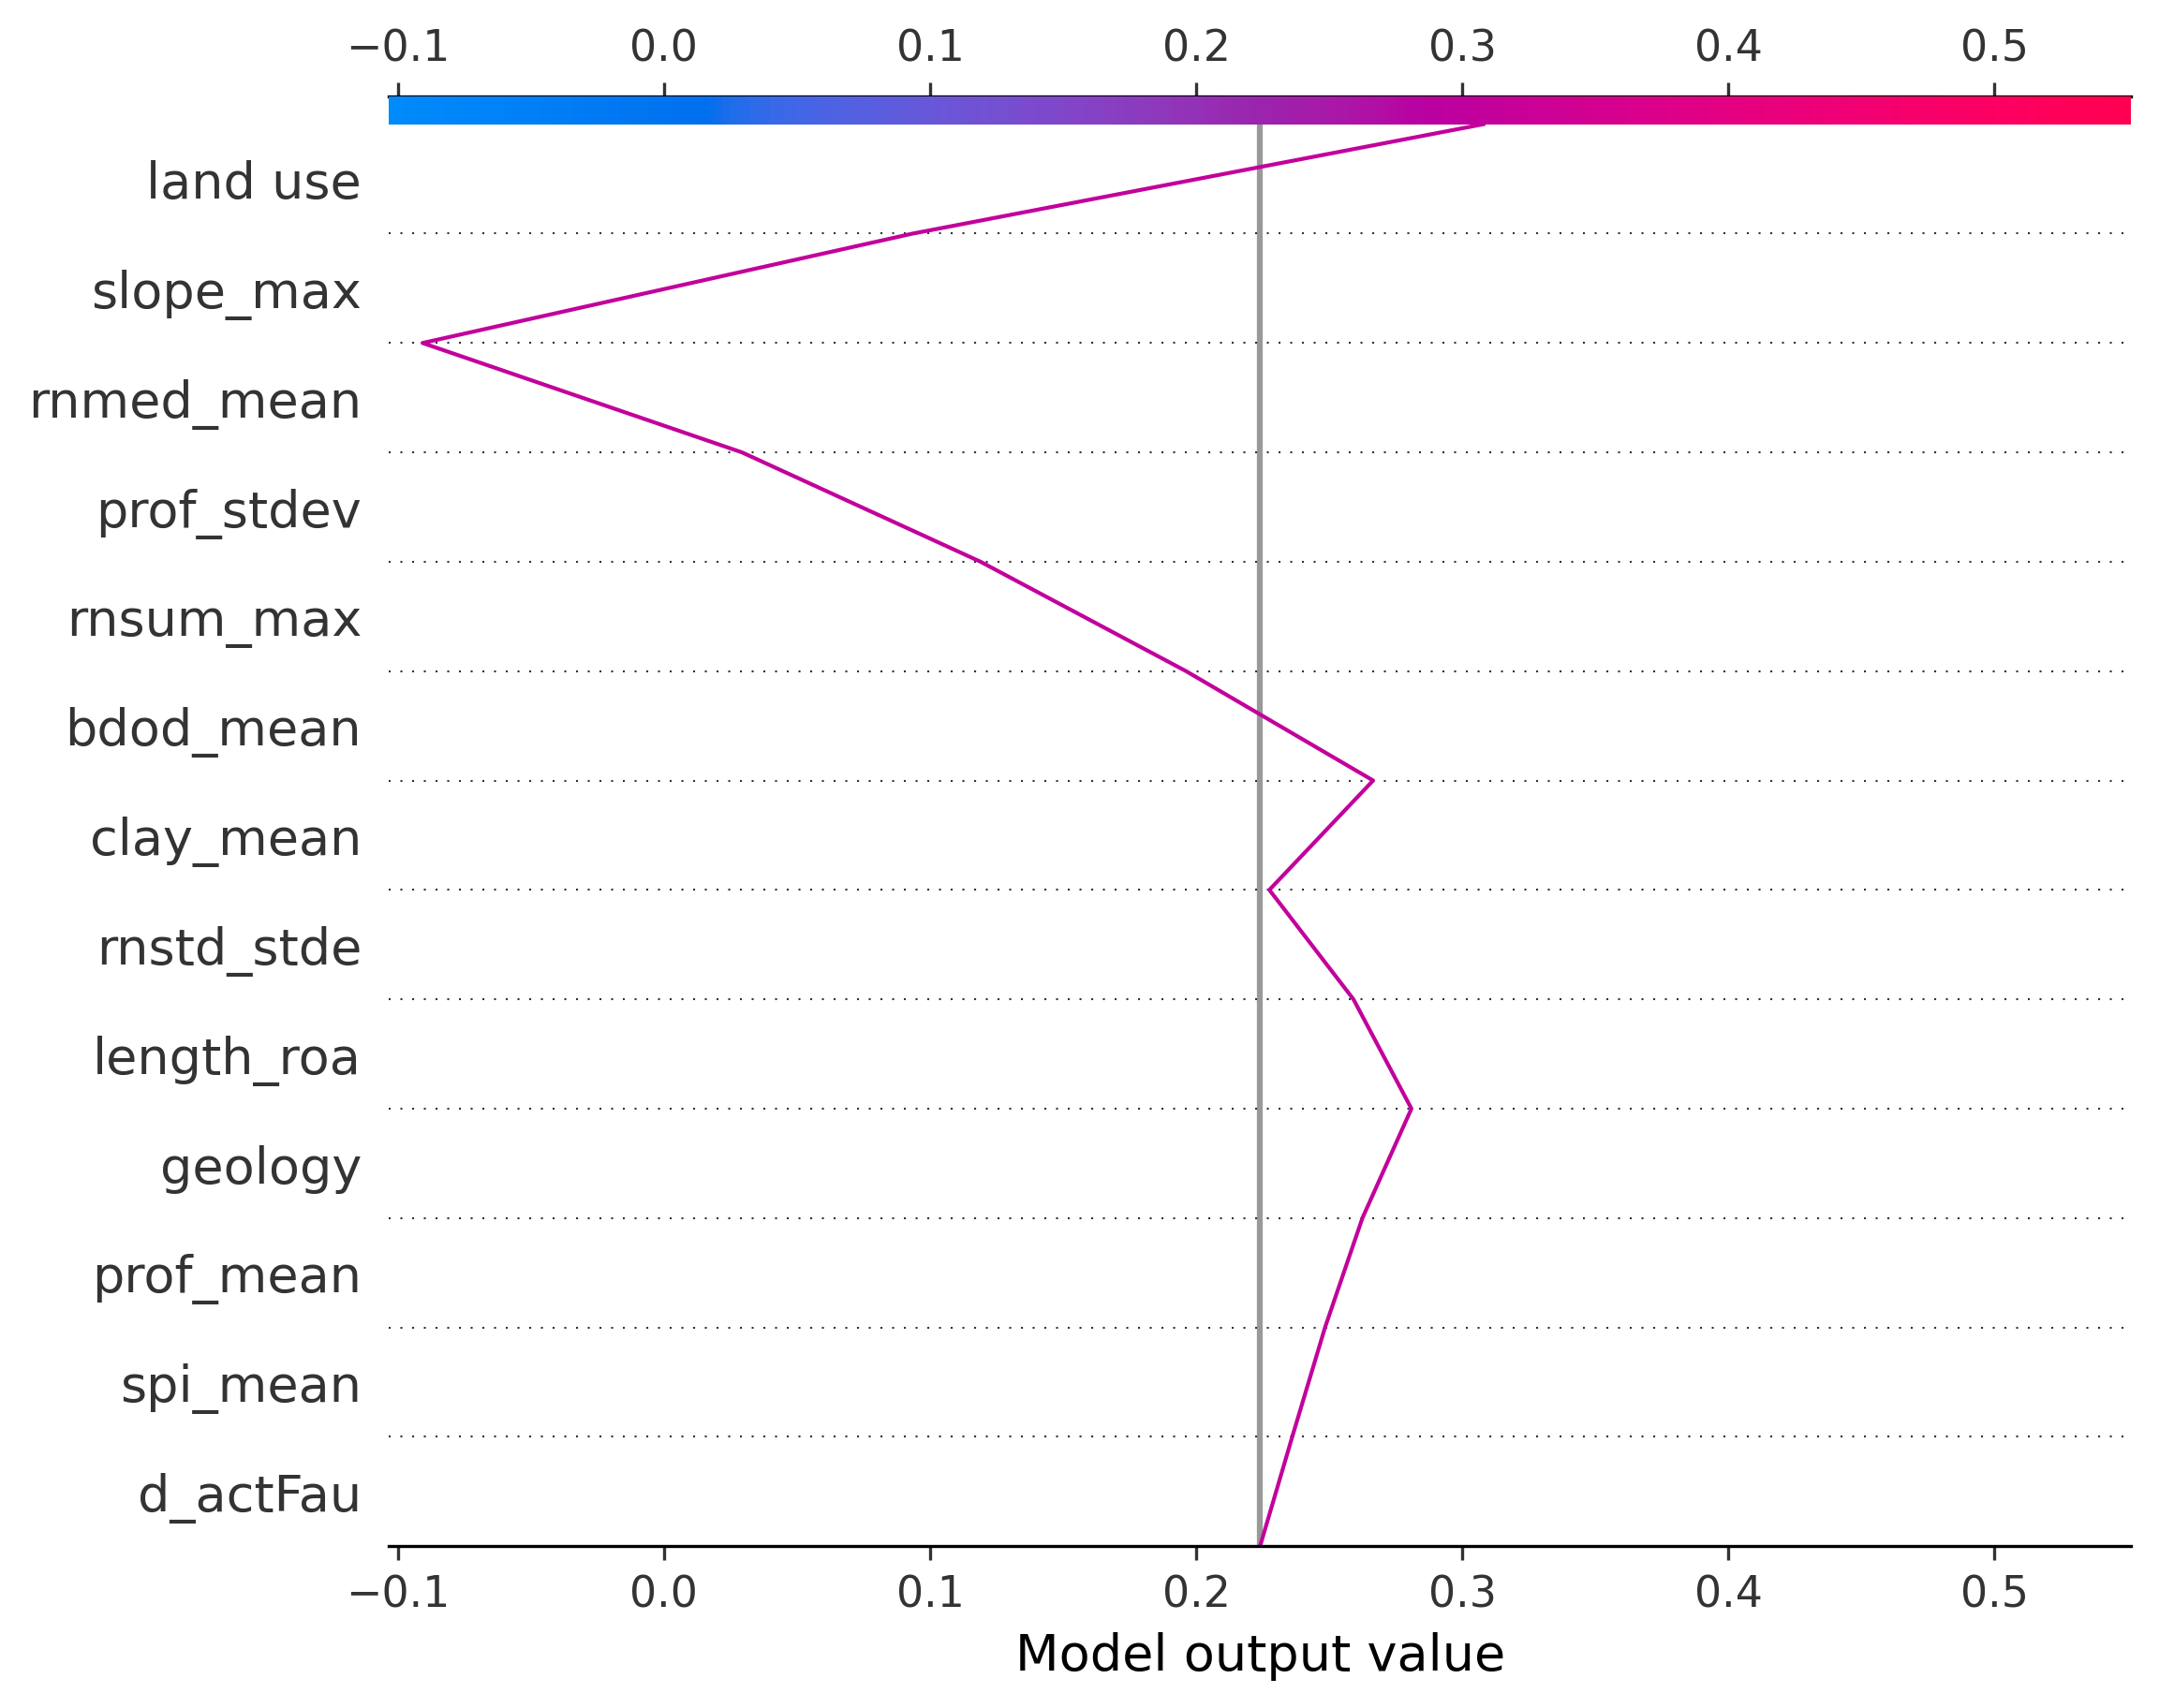 −0.1 0.0 0.1 0.2 0.3 0.4 0.5
land use
slope_max
rnmed_mean
prof_stdev
rnsum_max
bdod_mean
clay_mean
rnstd_stde
length_roa
geology
prof_mean
spi_mean
d_actFau
−0.1 0.0 0.1 0.2 0.3 0.4 0.5
Model output value